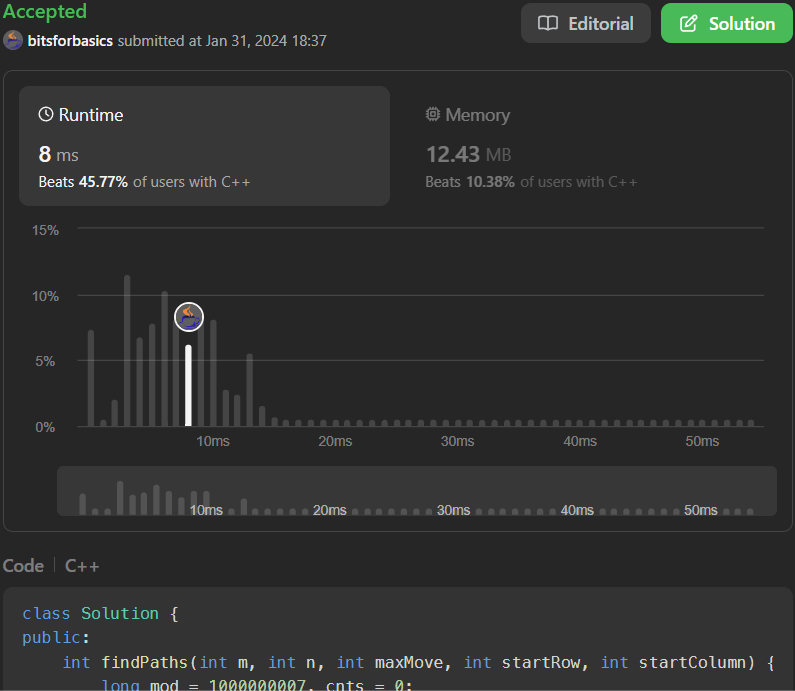 Accepted
Editorial
Solution
bitsforbasics submitted at Jan 31, 2024 18:37
Runtime
8 ms
Beats 45.77% of users with C++
Memory
12.43 MB
Beats 10.38% of users with C++
15%
10%
5%
0%
10ms 20ms 30ms 40ms 50ms
10ms 20ms 30ms 40ms 50ms
Code C++
class Solution {
public:
int findPaths(int m, int n, int maxMove, int startRow, int startColumn) {
long mod = 1000000007, cnts = 0;